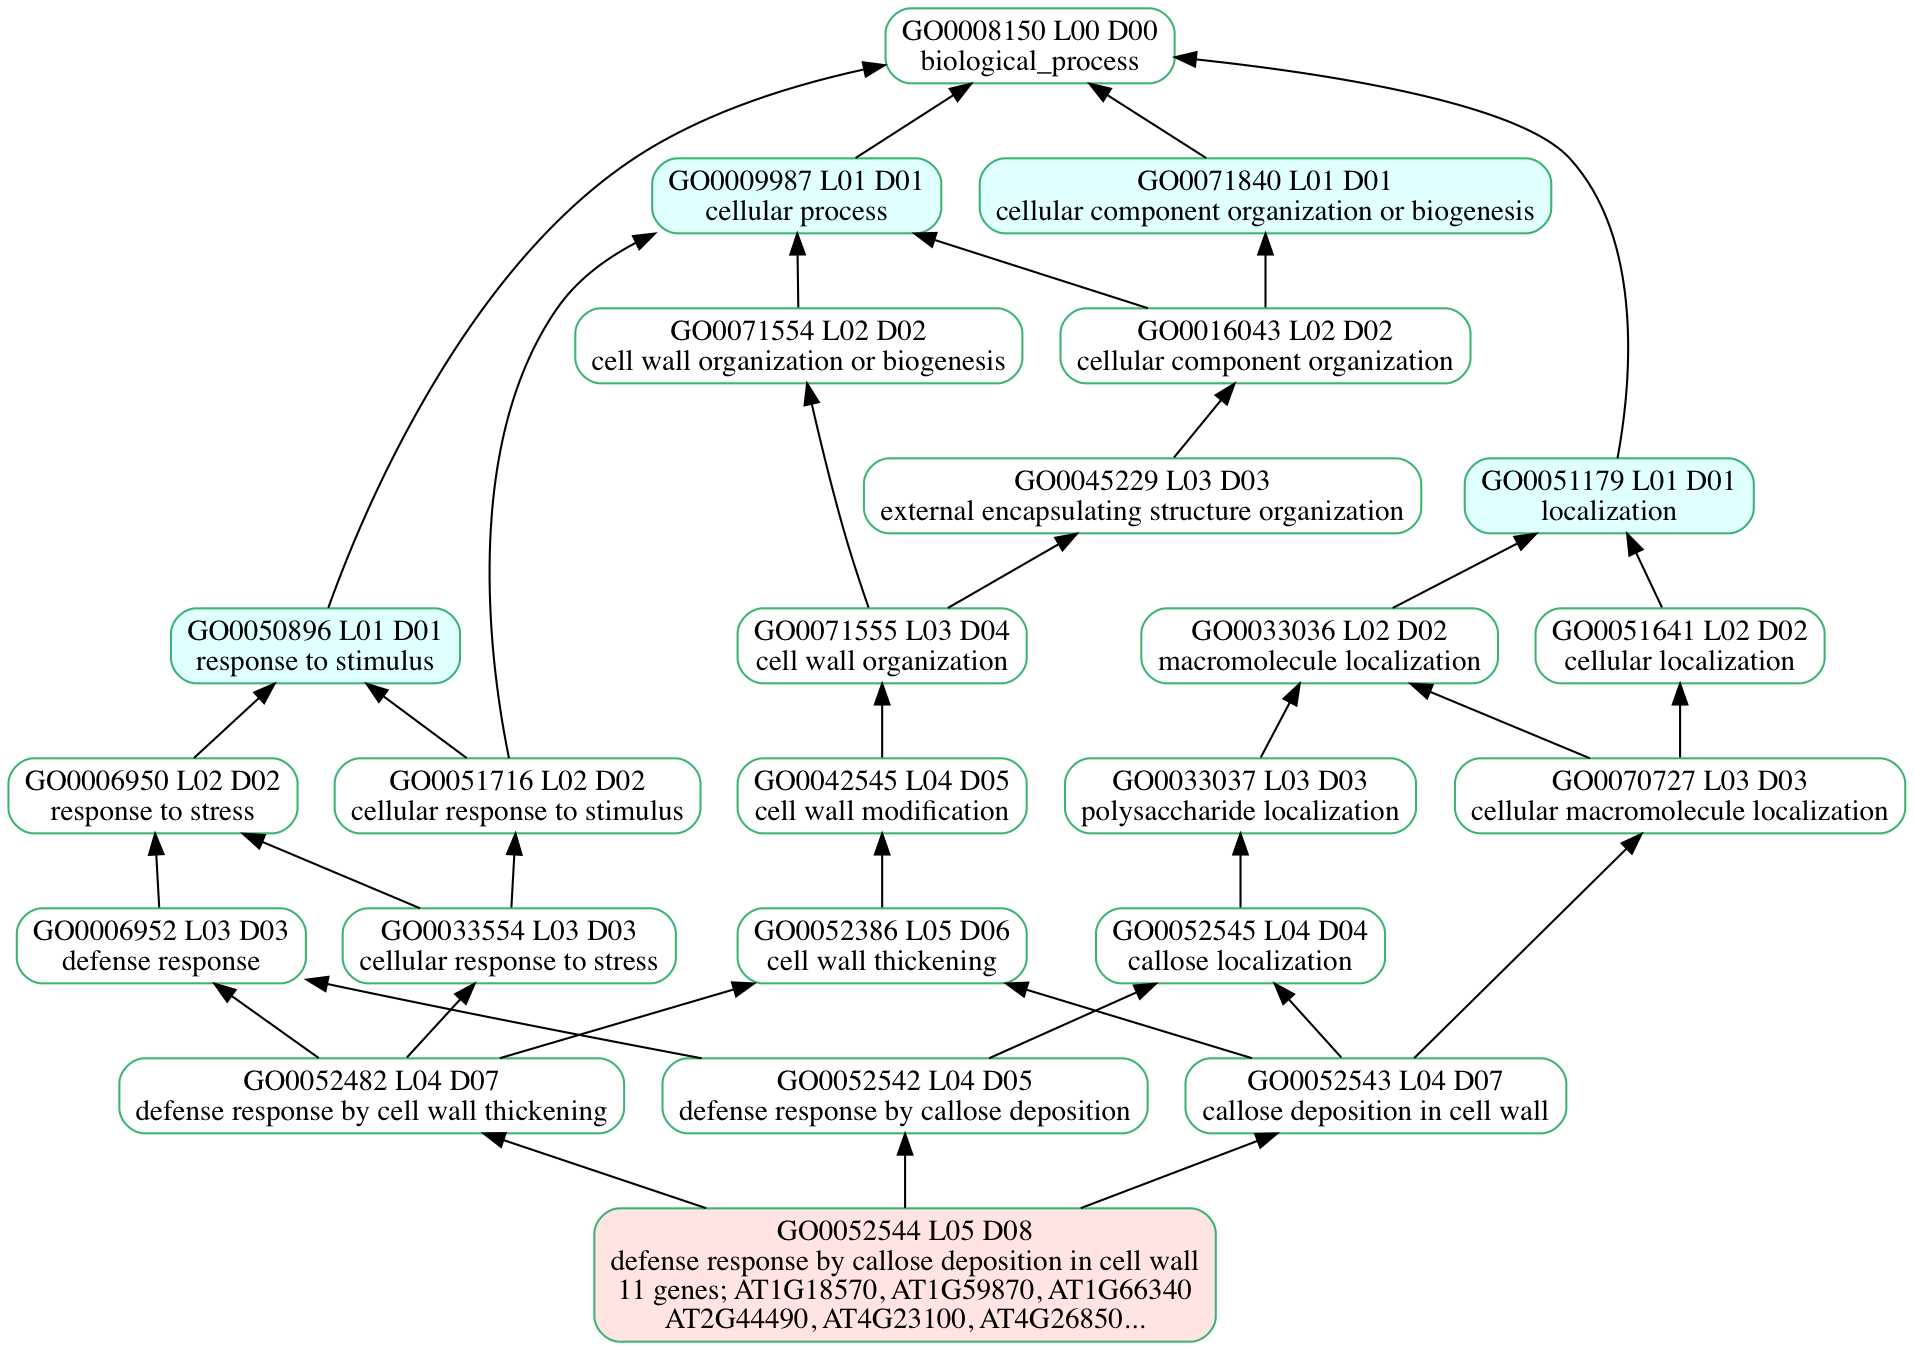 GO0008150 L00 D00
biological_process
GO0009987 L01 D01
cellular process
GO0071840 L01 D01
cellular component organization or biogenesis
GO0071554 L02 D02
cell wall organization or biogenesis
GO0016043 L02 D02
cellular component organization
GO0045229 L03 D03
external encapsulating structure organization
GO0051179 L01 D01
localization
GO0050896 L01 D01
response to stimulus
GO0071555 L03 D04
cell wall organization
GO0033036 L02 D02
macromolecule localization
GO0051641 L02 D02
cellular localization
GO0006950 L02 D02
response to stress
GO0051716 L02 D02
cellular response to stimulus
GO0042545 L04 D05
cell wall modification
GO0033037 L03 D03
polysaccharide localization
GO0070727 L03 D03
cellular macromolecule localization
GO0006952 L03 D03
defense response
GO0033554 L03 D03
cellular response to stress
GO0052386 L05 D06
cell wall thickening
GO0052545 L04 D04
callose localization
GO0052482 L04 D07
defense response by cell wall thickening
GO0052542 L04 D05
defense response by callose deposition
GO0052543 L04 D07
callose deposition in cell wall
GO0052544 L05 D08
defense response by callose deposition in cell wall
11 genes; AT1G18570, AT1G59870, AT1G66340
AT2G44490, AT4G23100, AT4G26850...